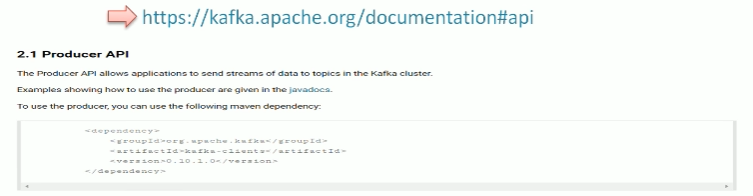 https://kafka.apache.org/documentation#api
2.1 Producer API
The Producer API allows applications to send streams of data to topics in the Kafka cluster.
Examples showing how to use the producer are given in the javadocs.
To use the producer, you can use the following maven dependency:
<dependency>
<groupId>org.apache.kafka</groupId>
<artifactId>kafka-clients</artifactId>
<version>0.10.1.0</version>
</dependency>